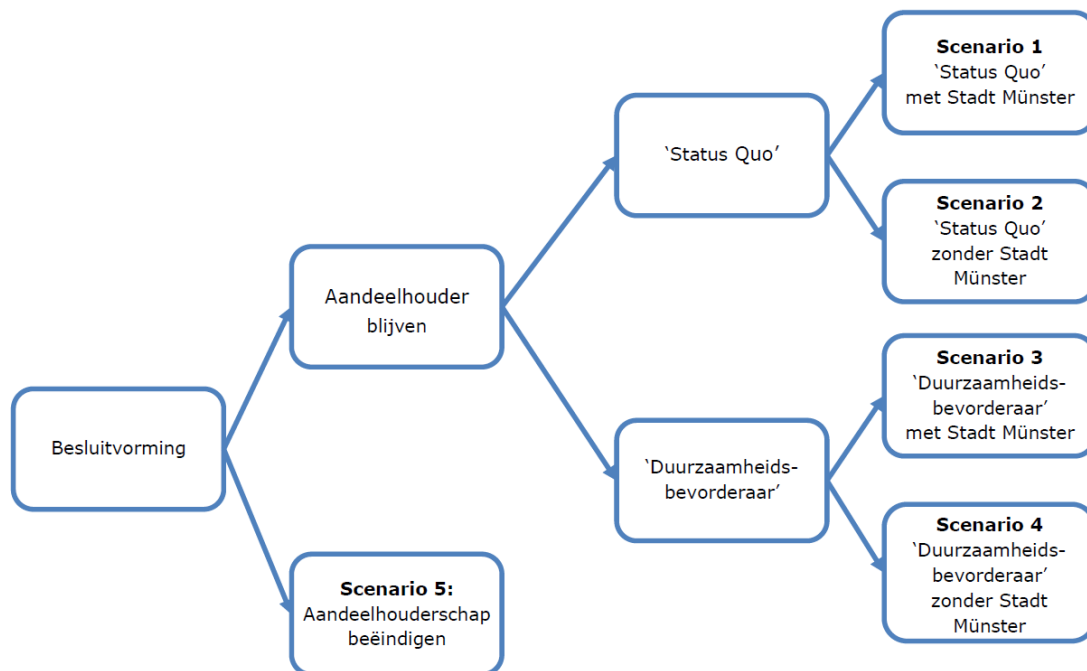 Besluitvorming
Aandeelhouder
blijven
Scenario 5:
Aandeelhouderschap
beëindigen
‘Status Quo’
‘Duurzaamheids-
bevorderaar’
Scenario 1
‘Status Quo’
met Stadt Münster
Scenario 2
‘Status Quo’
zonder Stadt
Münster
Scenario 3
‘Duurzaamheids-
bevorderaar’
met Stadt Münster
Scenario 4
‘Duurzaamheids-
bevorderaar’
zonder Stadt
Münster